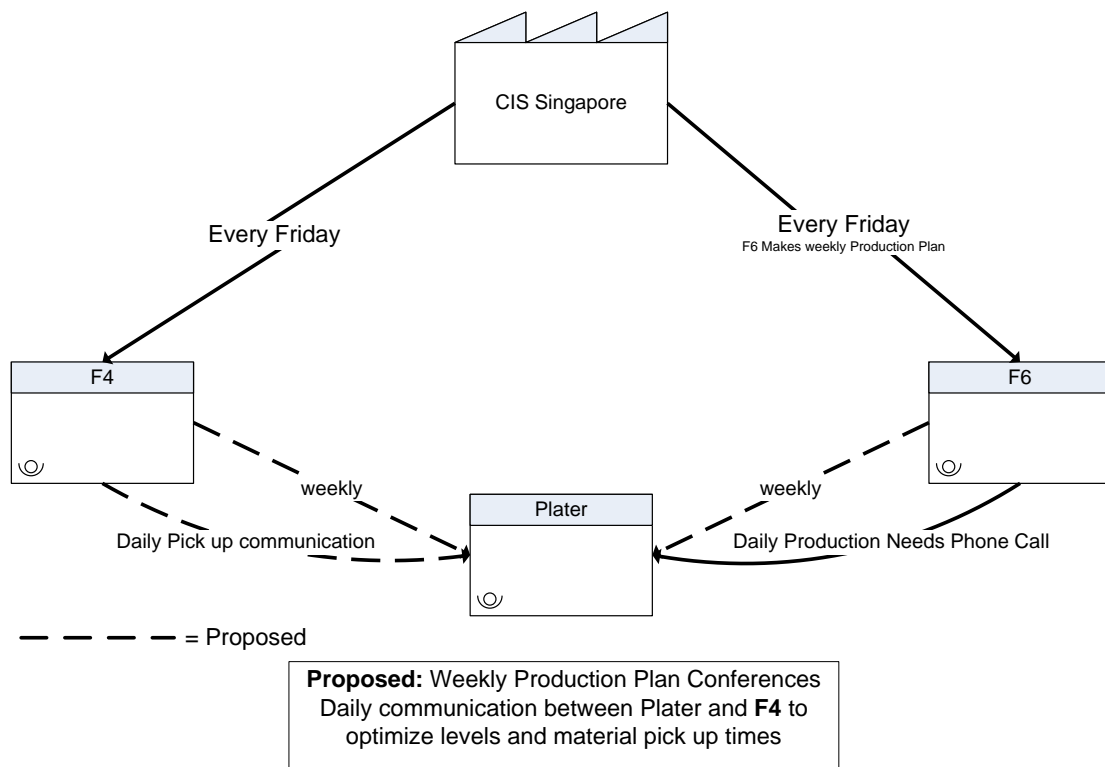 CIS Singapore
Every Friday
Every Friday
F6 Makes weekly Production Plan
F4
F6
weekly
weekly
Plater
Daily Pick up communication
Daily Production Needs Phone Call
= Proposed
Proposed: Weekly Production Plan Conferences
Daily communication between Plater and F4 to
optimize levels and material pick up times